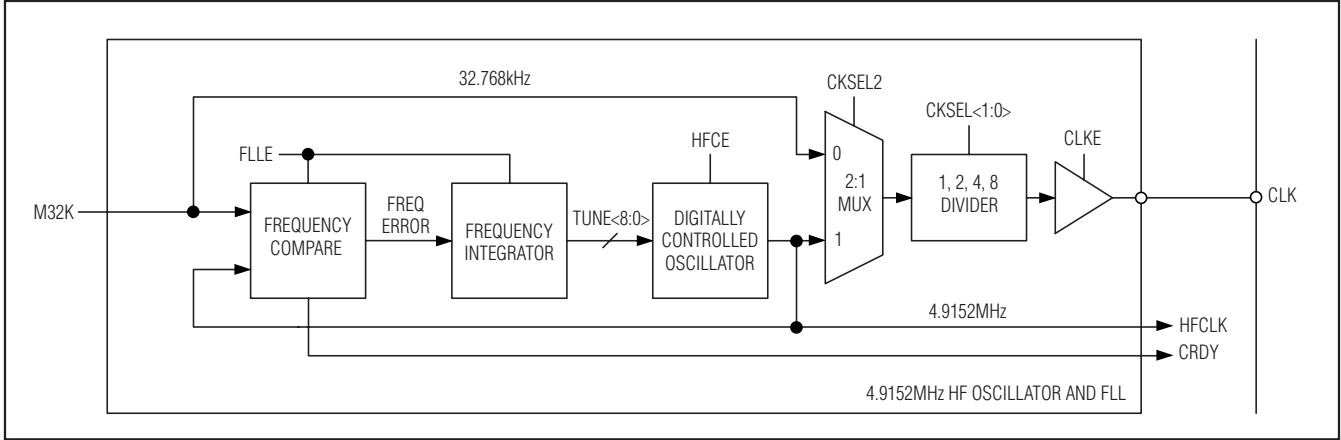 32.768kHz
CKSEL2
CKSEL<1:0>
HFCE
CLKE
FLLE
0
2:1
MUX
1
1, 2, 4, 8
DIVIDER
M32K
CLK
FREQUENCY
COMPARE
FREQ
ERROR
FREQUENCY
INTEGRATOR
TUNE<8:0>
DIGITALLY
CONTROLLED
OSCILLATOR
4.9152MHz
HFCLK
CRDY
4.9152MHz HF OSCILLATOR AND FLL